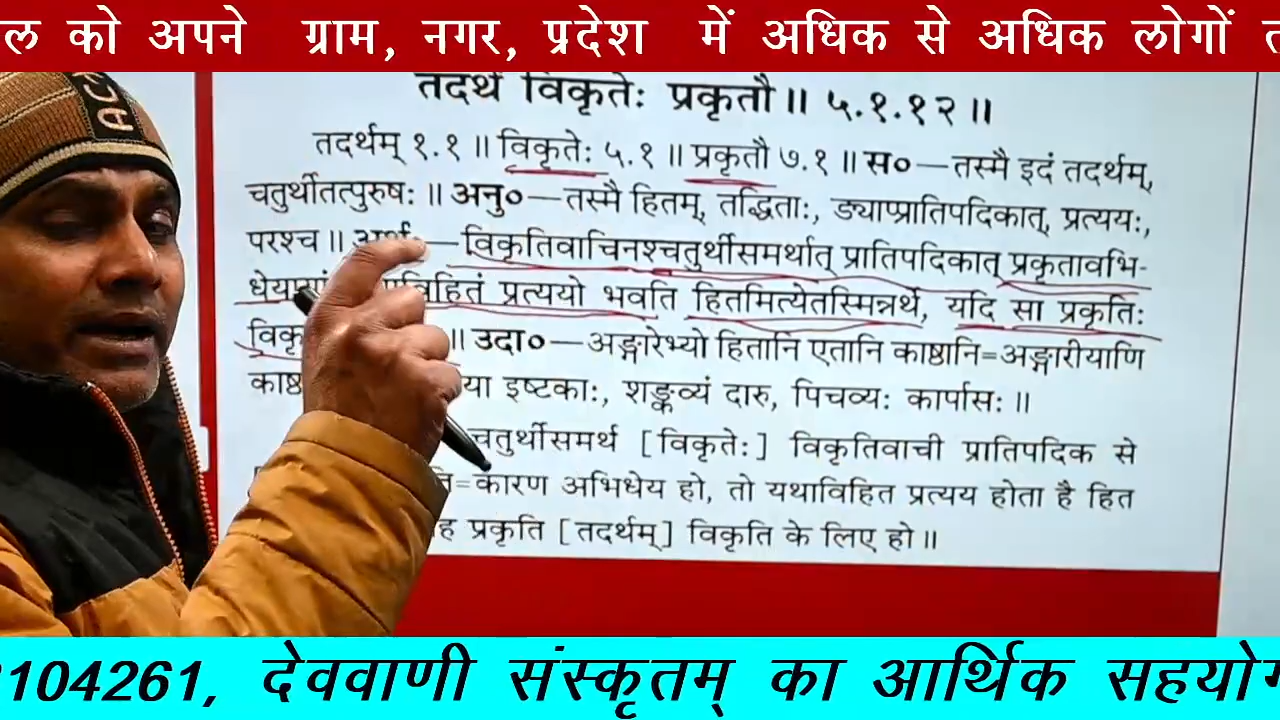 को अपने ग्राम, नगर, प्रदेश में अधिक से अधिक लोगों
ACT
तदर्थं विकृतेः प्रकृतौ ॥ ५.१.१२ ॥
तदर्थम् १.१ ॥ विकृतेः ५.१ ॥ प्रकृतौ ७.१ ॥ स०—तस्मै इदं तदर्थम्,
चतुर्थीतत्पुरुषः ॥ अनु०—तस्मै हितम्, तद्धिताः, ङ्याप्प्रातिपदिकात्, प्रत्ययः,
परश्च ॥ अर्थः—विकृतिवाचिनश्चतुर्थीसमर्थात् प्रातिपदिकात् प्रकृतावभि-
प्रत्ययो भवति हितमित्येतस्मिन्नर्थे, यदि सा प्रकृतिः
॥ उदा०—अङ्गारेभ्यो हितानि एतानि काष्ठानि=अङ्गारीयाणि
इष्टकाः, शङ्कव्यं दारु, पिचव्यः कार्पासः ॥
चतुर्थीसमर्थ [विकृतेः] विकृतिवाची प्रातिपदिक से
=कारण अभिधेय हो, तो यथाविहित प्रत्यय होता है हित
प्रकृति [तदर्थम्] विकृति के लिए हो ॥
104261, देववाणी संस्कृतम् का आर्थिक